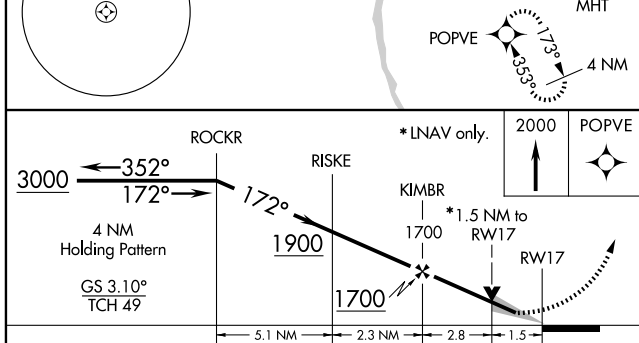 MHT
POPVE
173°
353°
4 NM
ROCKR
*LNAV only.
2000
POPVE
3000
352°
172°
172°
RISKE
KIMBR
1700
*1.5 NM to
RW17
RW17
4 NM
Holding Pattern
1900
1700
GS 3.10°
TCH 49
5.1 NM
2.3 NM
2.8
1.5